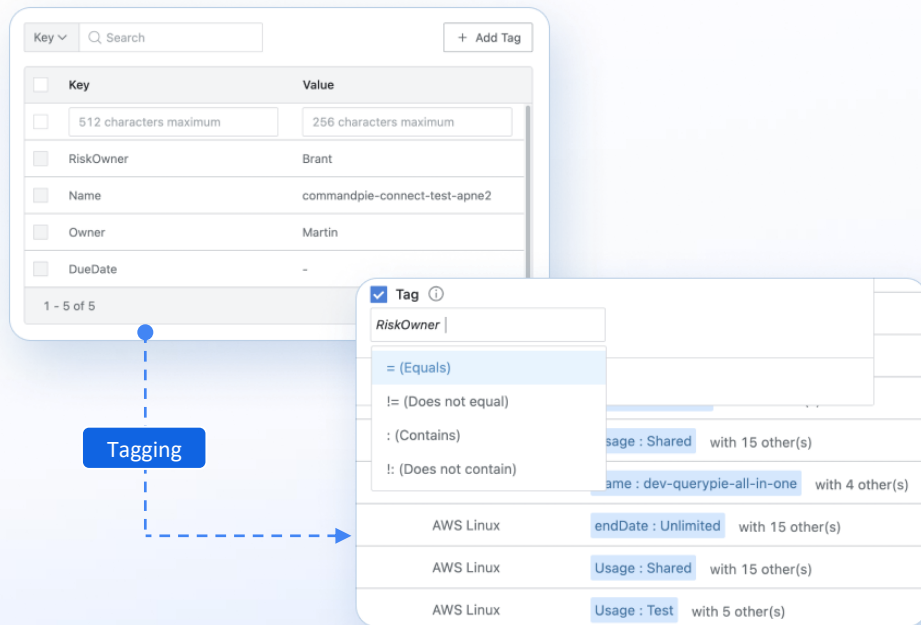 Key Search + Add Tag
Key Value
512 characters maximum 256 characters maximum
RiskOwner Brant
Name commandpie-connect-test-apne2
Owner Martin
DueDate -
1 - 5 of 5
Tagging
Tag
RiskOwner
= (Equals)
!= (Does not equal)
: (Contains)
!: (Does not contain)
sage : Shared with 15 other(s)
ame : dev-querypie-all-in-one with 4 other(s)
AWS Linux endDate : Unlimited with 15 other(s)
AWS Linux Usage : Shared with 15 other(s)
AWS Linux Usage : Test with 5 other(s)